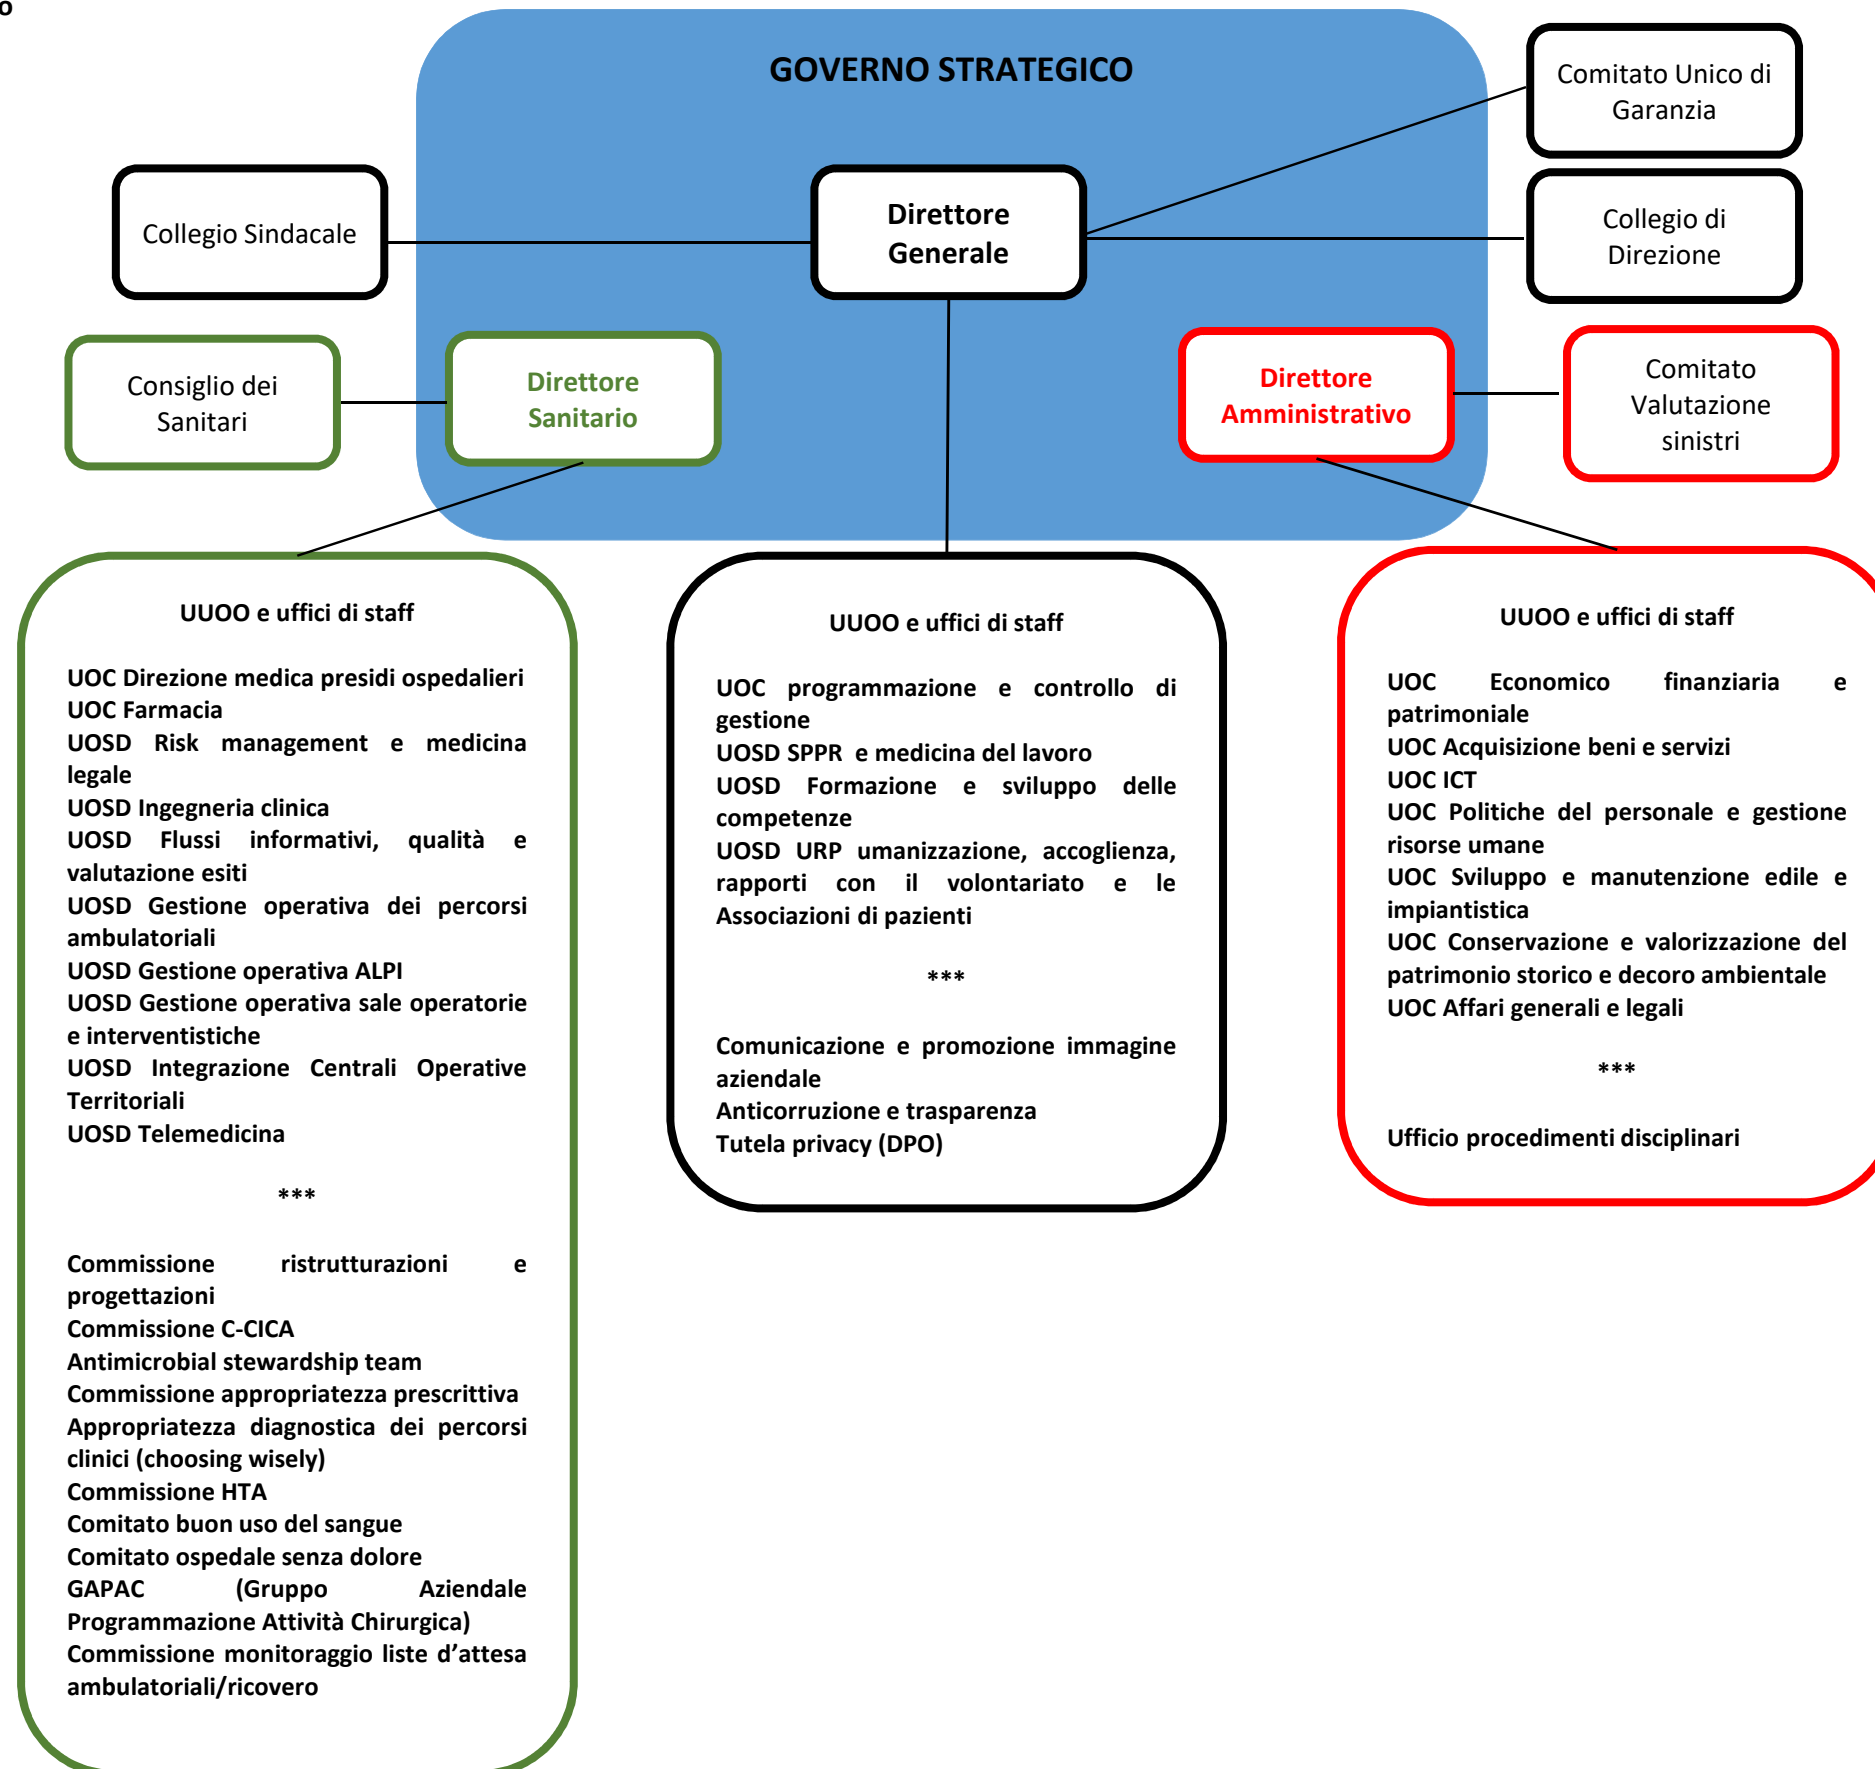 o
GOVERNO STRATEGICO
Comitato Unico di
Garanzia
Collegio Sindacale
Direttore
Generale
Collegio di
Direzione
Consiglio dei
Sanitari
Direttore
Sanitario
Direttore
Amministrativo
Comitato
Valutazione
sinistri
UUOO e uffici di staff
UOC Direzione medica presidi ospedalieri
UOC Farmacia
UOSD Risk management e medicina
legale
UOSD Ingegneria clinica
UOSD Flussi informativi, qualità e
valutazione esiti
UOSD Gestione operativa dei percorsi
ambulatoriali
UOSD Gestione operativa ALPI
UOSD Gestione operativa sale operatorie
e interventistiche
UOSD Integrazione Centrali Operative
Territoriali
UOSD Telemedicina
***
Commissione ristrutturazioni e
progettazioni
Commissione C-CICA
Antimicrobial stewardship team
Commissione appropriatezza prescrittiva
Appropriatezza diagnostica dei percorsi
clinici (choosing wisely)
Commissione HTA
Comitato buon uso del sangue
Comitato ospedale senza dolore
GAPAC (Gruppo Aziendale
Programmazione Attività Chirurgica)
Commissione monitoraggio liste d’attesa
ambulatoriali/ricovero
UUOO e uffici di staff
UOC programmazione e controllo di
gestione
UOSD SPPR e medicina del lavoro
UOSD Formazione e sviluppo delle
competenze
UOSD URP umanizzazione, accoglienza,
rapporti con il volontariato e le
Associazioni di pazienti
***
Comunicazione e promozione immagine
aziendale
Anticorruzione e trasparenza
Tutela privacy (DPO)
UUOO e uffici di staff
UOC Economico finanziaria e
patrimoniale
UOC Acquisizione beni e servizi
UOC ICT
UOC Politiche del personale e gestione
risorse umane
UOC Sviluppo e manutenzione edile e
impiantistica
UOC Conservazione e valorizzazione del
patrimonio storico e decoro ambientale
UOC Affari generali e legali
***
Ufficio procedimenti disciplinari